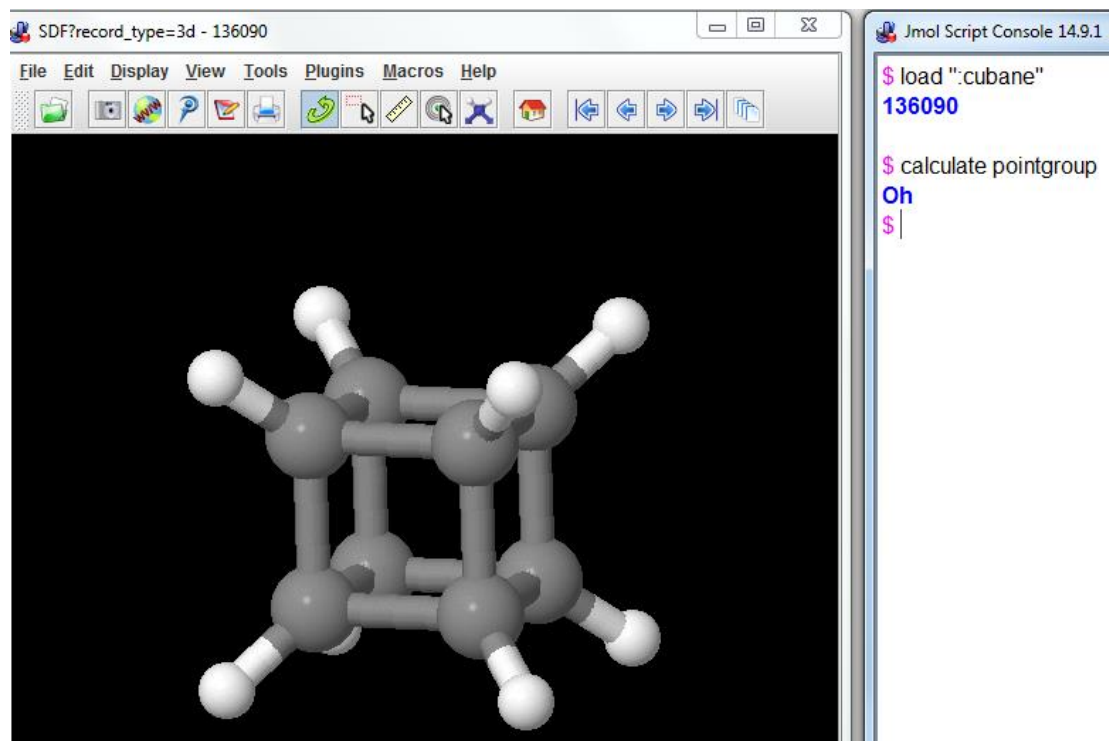 SDF?record_type=3d - 136090
File Edit Display View Tools Plugins Macros Help
Jmol Script Console 14.9.1
$ load ":cubane"
136090
$ calculate pointgroup
Oh
$